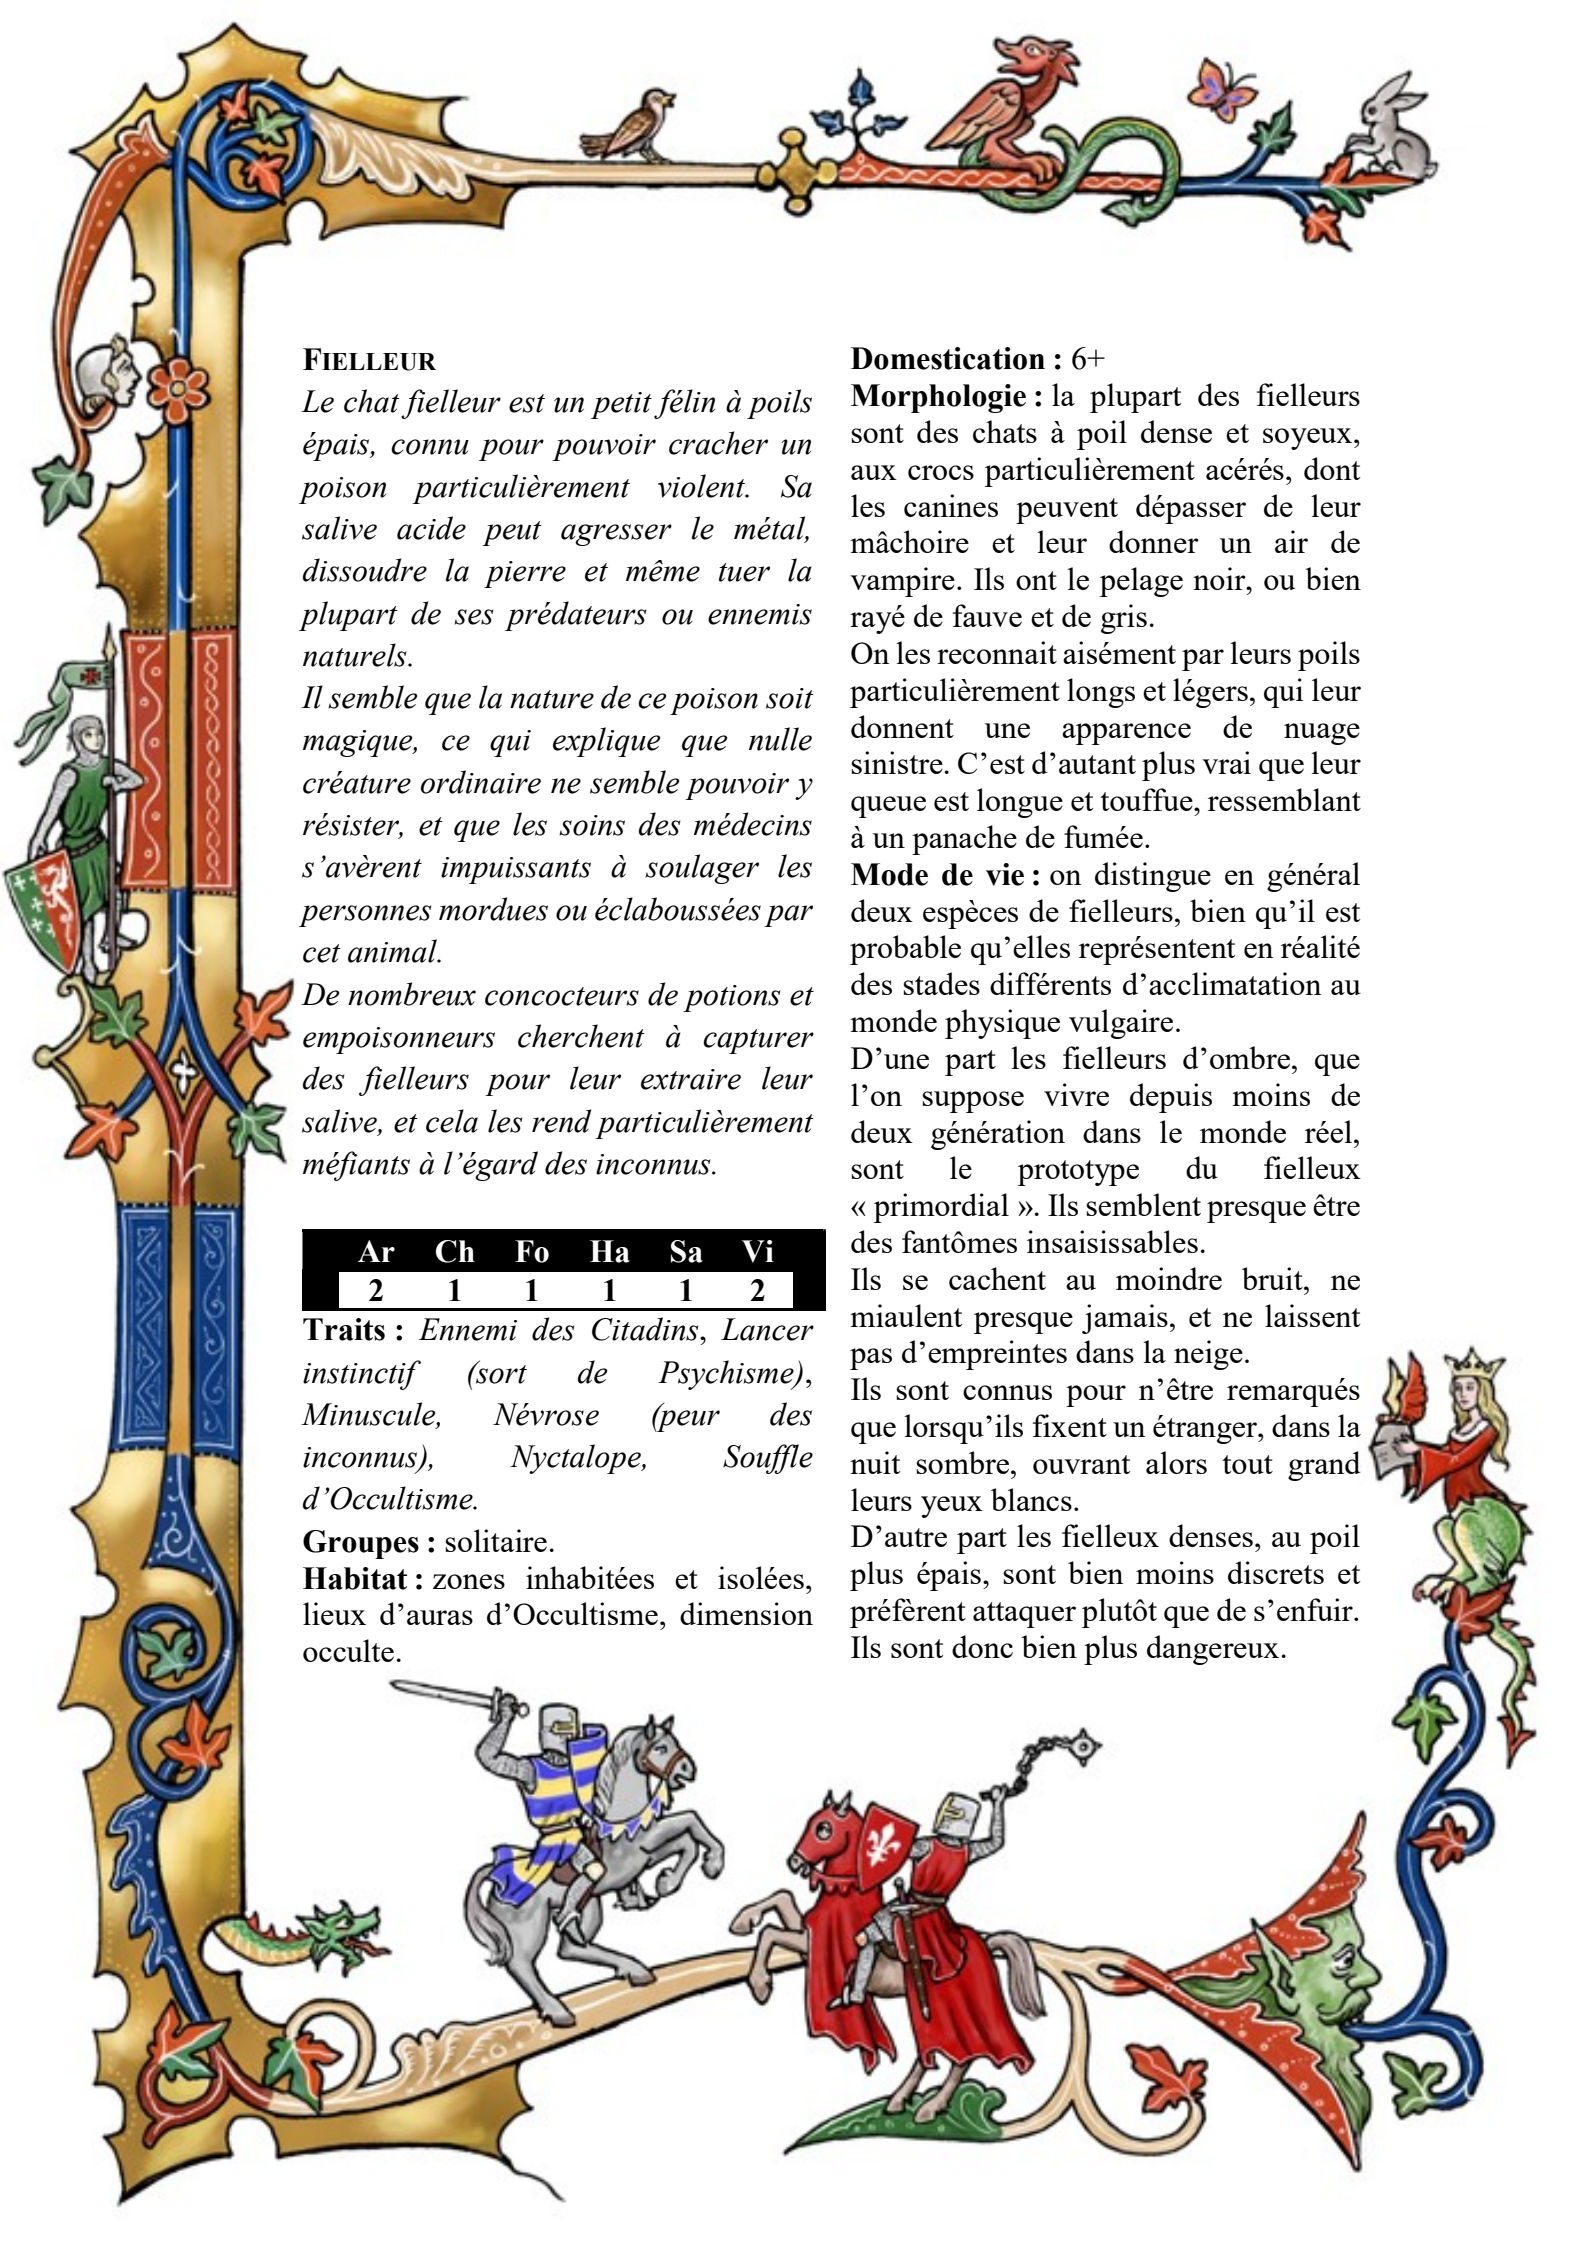 FIELLEUR
Le chat fielleur est un petit félin à poils
épais, connu pour pouvoir cracher un
poison particulièrement violent. Sa
salive acide peut agresser le métal,
dissoudre la pierre et même tuer la
plupart de ses prédateurs ou ennemis
naturels.
Il semble que la nature de ce poison soit
magique, ce qui explique que nulle
créature ordinaire ne semble pouvoir y
résister, et que les soins des médecins
s’avèrent impuissants à soulager les
personnes mordues ou éclaboussées par
cet animal.
De nombreux concocteurs de potions et
empoisonneurs cherchent à capturer
des fielleurs pour leur extraire leur
salive, et cela les rend particulièrement
méfiants à l’égard des inconnus.
Ar Ch Fo Ha Sa Vi
2 1 1 1 1 2
Traits : Ennemi des Citadins, Lancer
instinctif (sort de Psychisme),
Minuscule, Névrose (peur des
inconnus), Nyctalope, Souffle
d’Occultisme.
Groupes : solitaire.
Habitat : zones inhabitées et isolées,
lieux d’auras d’Occultisme, dimension
occulte.
Domestication : 6+
Morphologie : la plupart des fielleurs
sont des chats à poil dense et soyeux,
aux crocs particulièrement acérés, dont
les canines peuvent dépasser de leur
mâchoire et leur donner un air de
vampire. Ils ont le pelage noir, ou bien
rayé de fauve et de gris.
On les reconnait aisément par leurs poils
particulièrement longs et légers, qui leur
donnent une apparence de nuage
sinistre. C’est d’autant plus vrai que leur
queue est longue et touffue, ressemblant
à un panache de fumée.
Mode de vie : on distingue en général
deux espèces de fielleurs, bien qu’il est
probable qu’elles représentent en réalité
des stades différents d’acclimatation au
monde physique vulgaire.
D’une part les fielleurs d’ombre, que
l’on suppose vivre depuis moins de
deux génération dans le monde réel,
sont le prototype du fielleux
« primordial ». Ils semblent presque être
des fantômes insaisissables.
Ils se cachent au moindre bruit, ne
miaulent presque jamais, et ne laissent
pas d’empreintes dans la neige.
Ils sont connus pour n’être remarqués
que lorsqu’ils fixent un étranger, dans la
nuit sombre, ouvrant alors tout grand
leurs yeux blancs.
D’autre part les fielleux denses, au poil
plus épais, sont bien moins discrets et
préfèrent attaquer plutôt que de s’enfuir.
Ils sont donc bien plus dangereux.